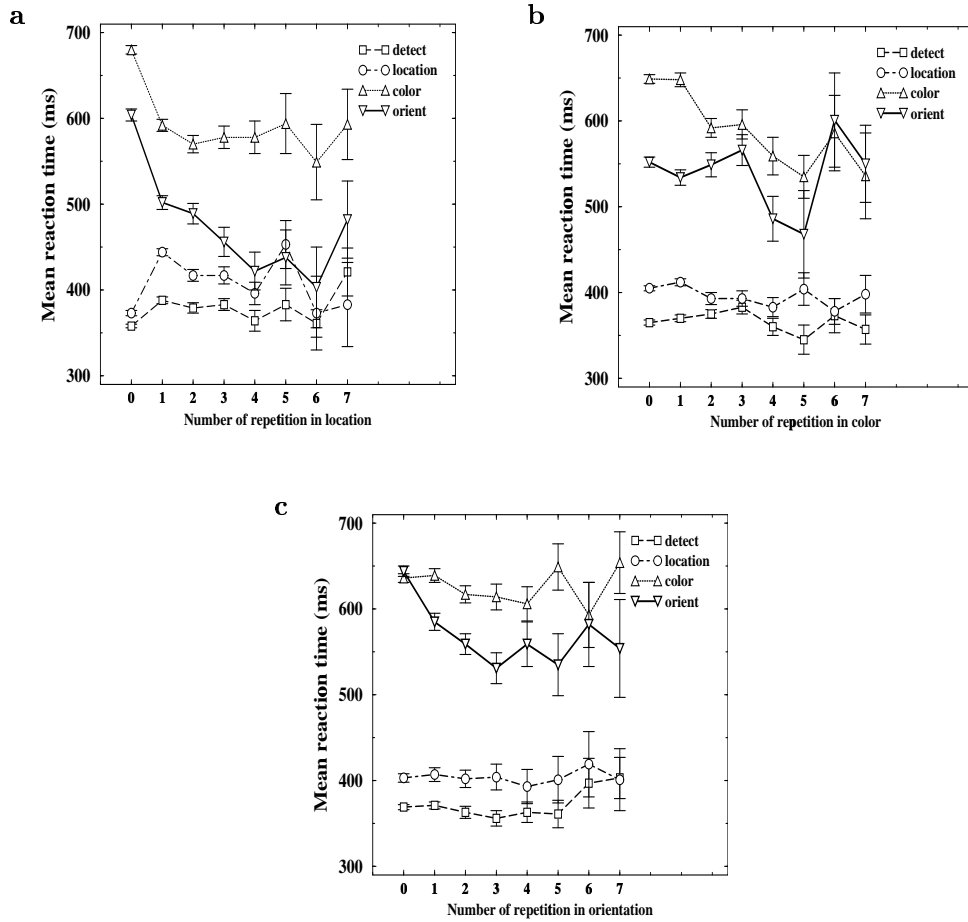 a
700
600
500
400
300
Mean reaction time (ms)
detect
location
color
orient
0 1 2 3 4 5 6 7
Number of repetition in location
b
700
600
500
400
300
Mean reaction time (ms)
detect
location
color
orient
0 1 2 3 4 5 6 7
Number of repetition in color
c
700
600
500
400
300
Mean reaction time (ms)
detect
location
color
orient
0 1 2 3 4 5 6 7
Number of repetition in orientation